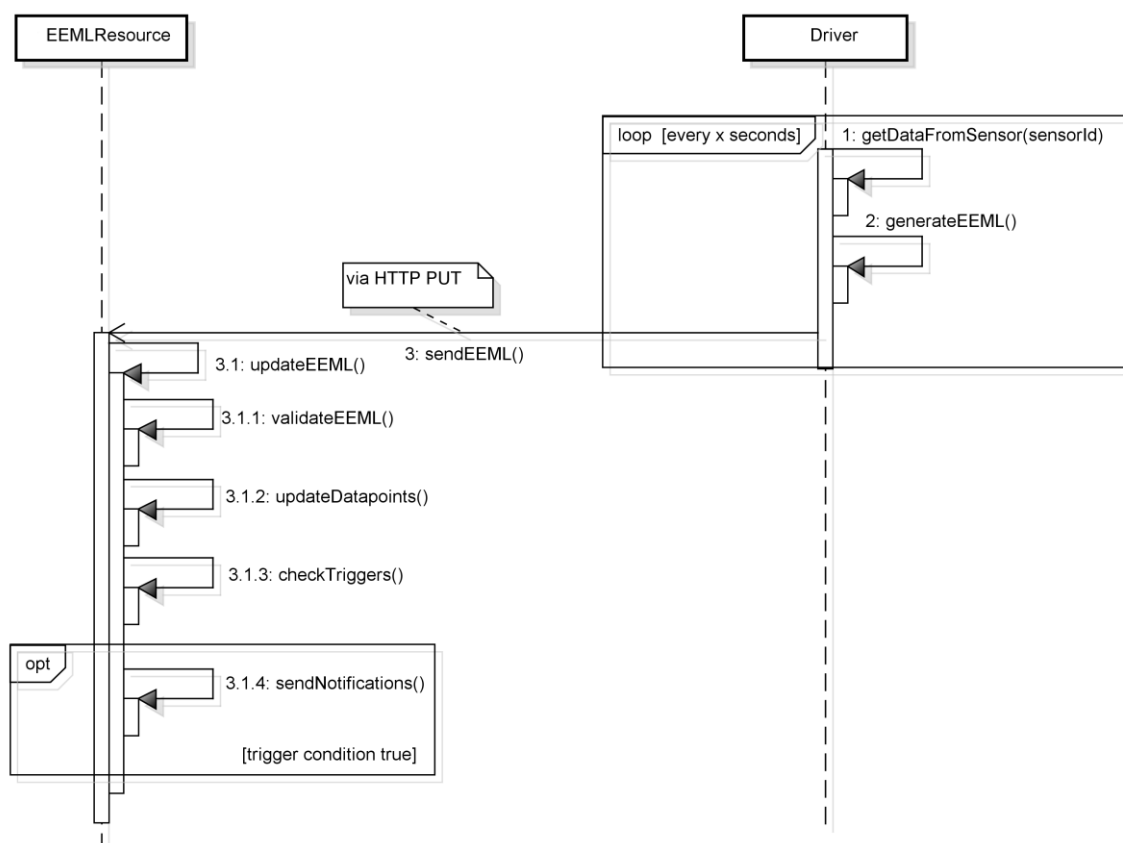 EEMLResource
Driver
loop [every x seconds]
1: getDataFromSensor(sensorId)
2: generateEEML()
via HTTP PUT
3: sendEEML()
3.1: updateEEML()
3.1.1: validateEEML()
3.1.2: updateDatapoints()
3.1.3: checkTriggers()
opt
3.1.4: sendNotifications()
[trigger condition true]